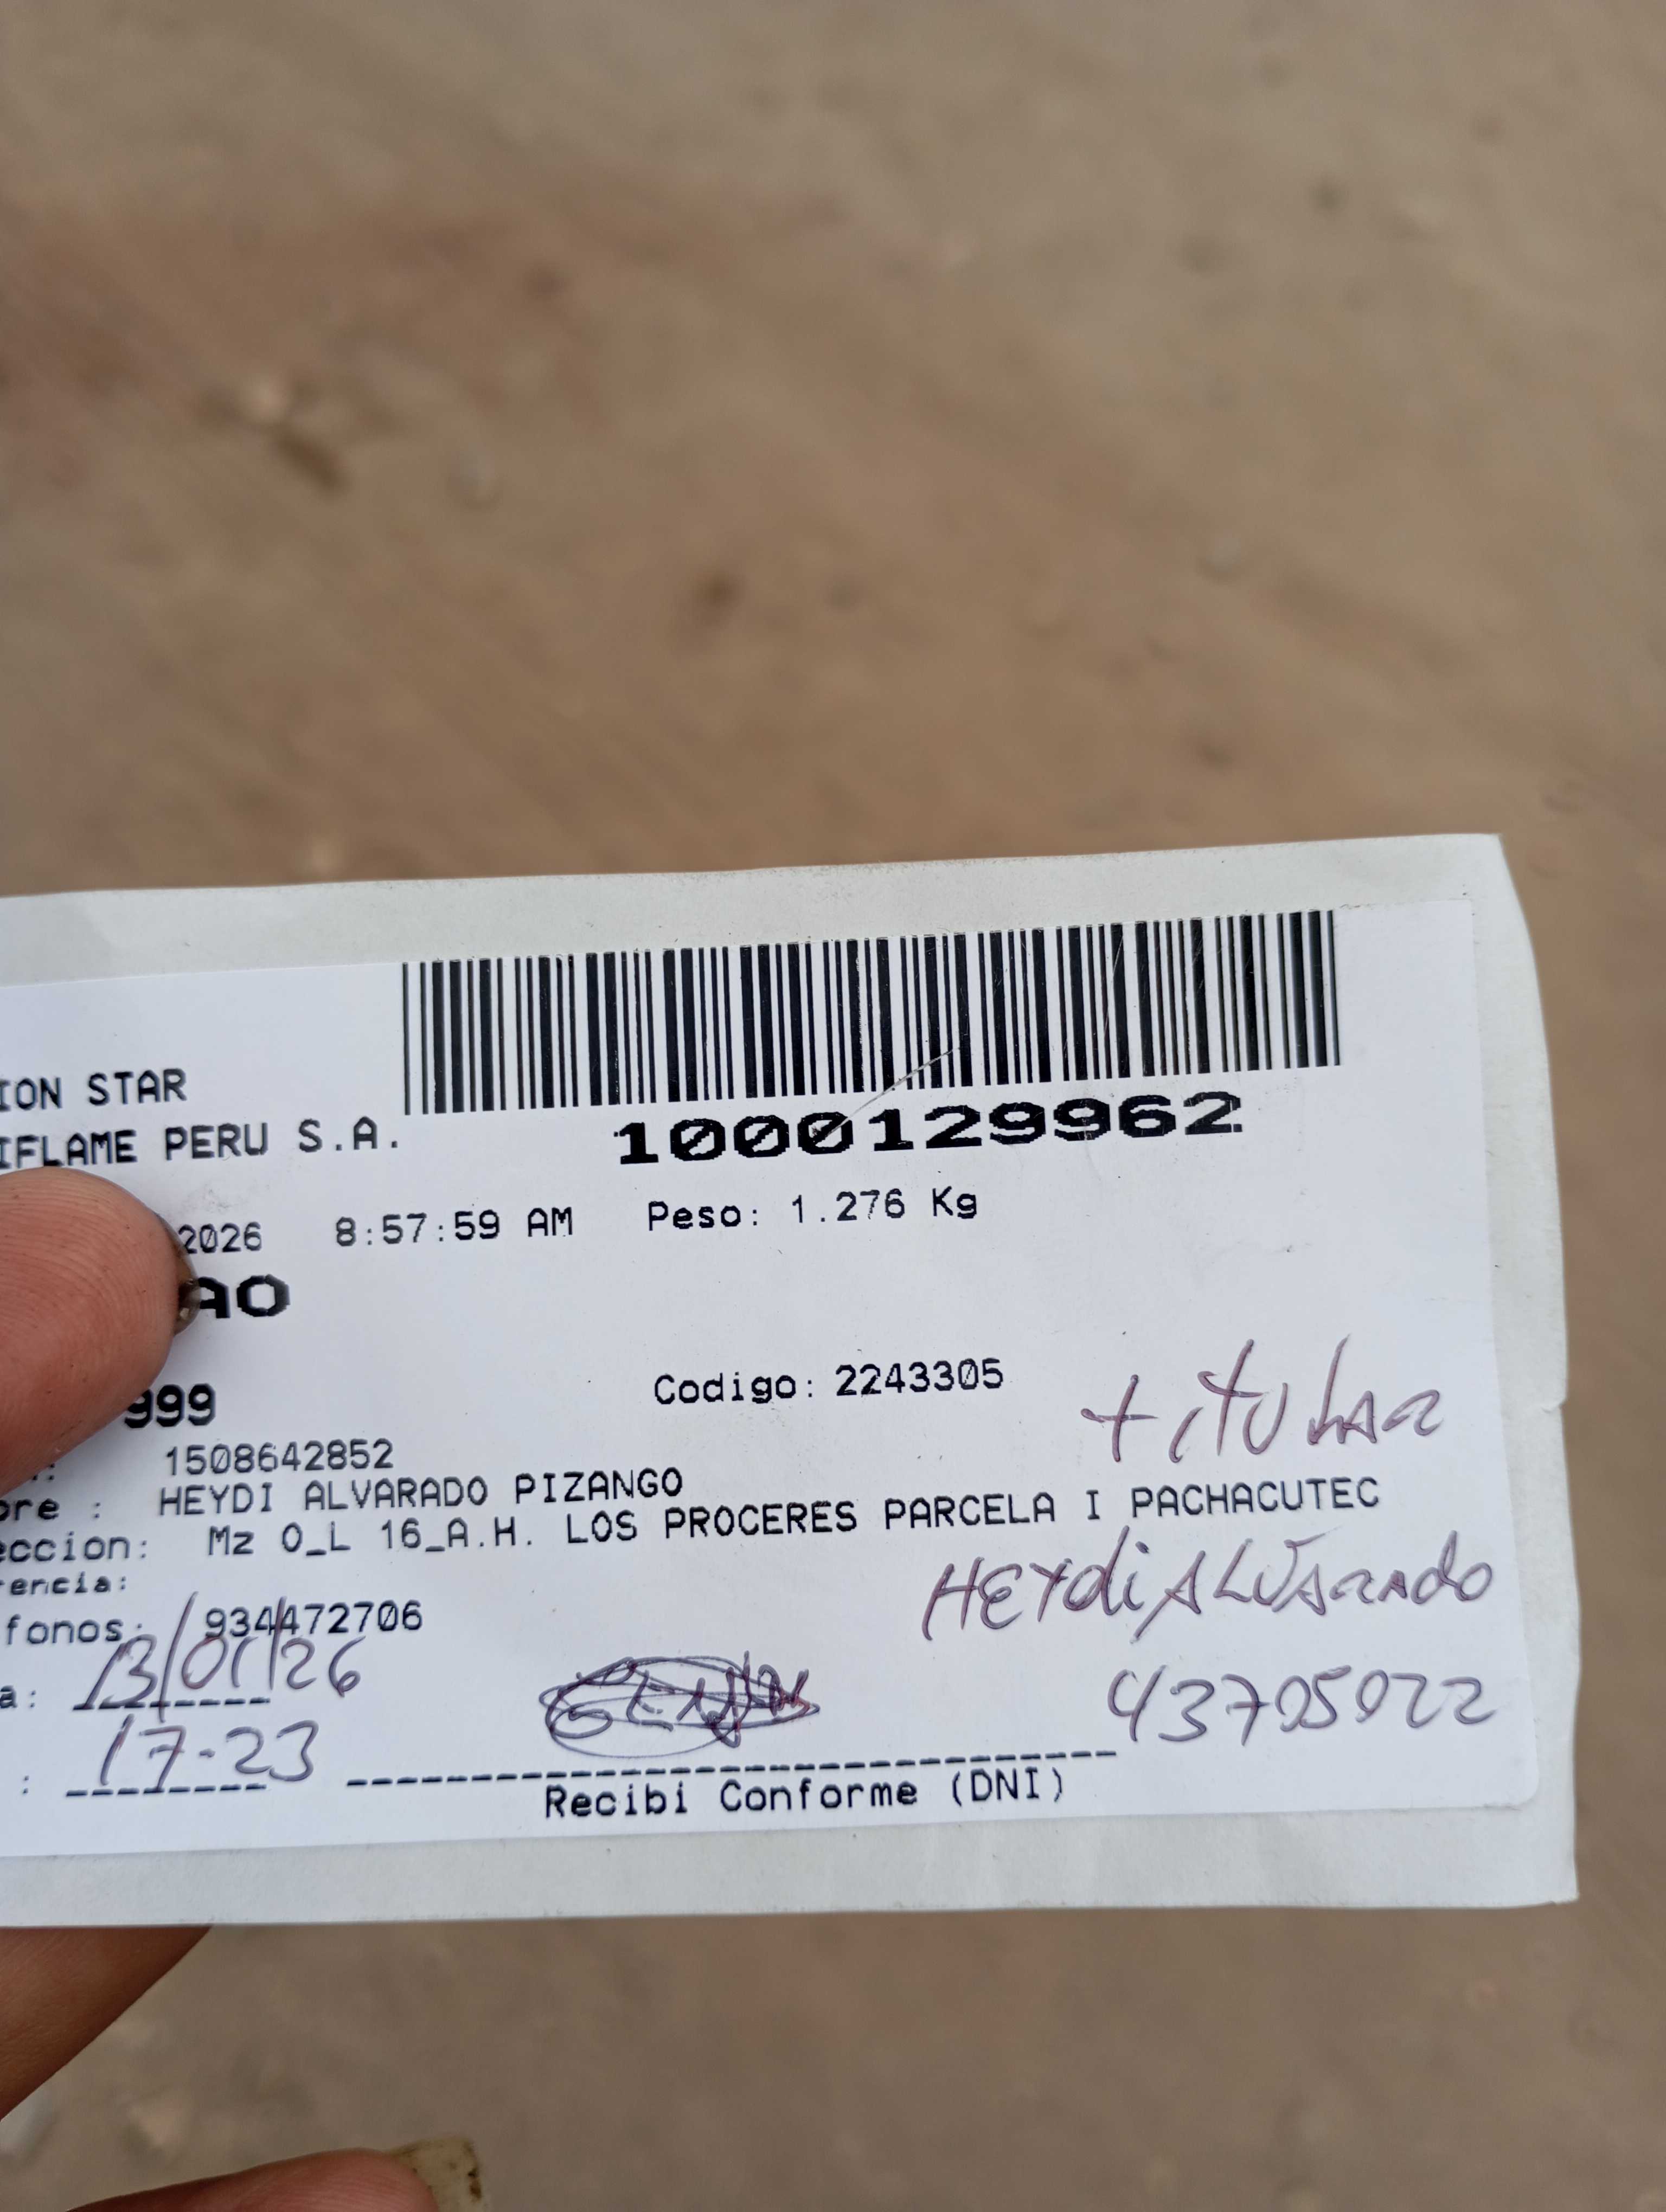 ION STAR
IFLAME PERU S.A.
1000129962
2026 8:57:59 AM Peso: 1.276 Kg
AO
999
Codigo: 2243305
titular
1508642852
bre : HEYDI ALVARADO PIZANGO
eccion: Mz O_L 16_A.H. LOS PROCERES PARCELA I PACHACUTEC
rencia:
HEYdi ALVARAdo
fonos: 934472706
a: 13/01/26
43705022
: 17-23
Recibi Conforme (DNI)